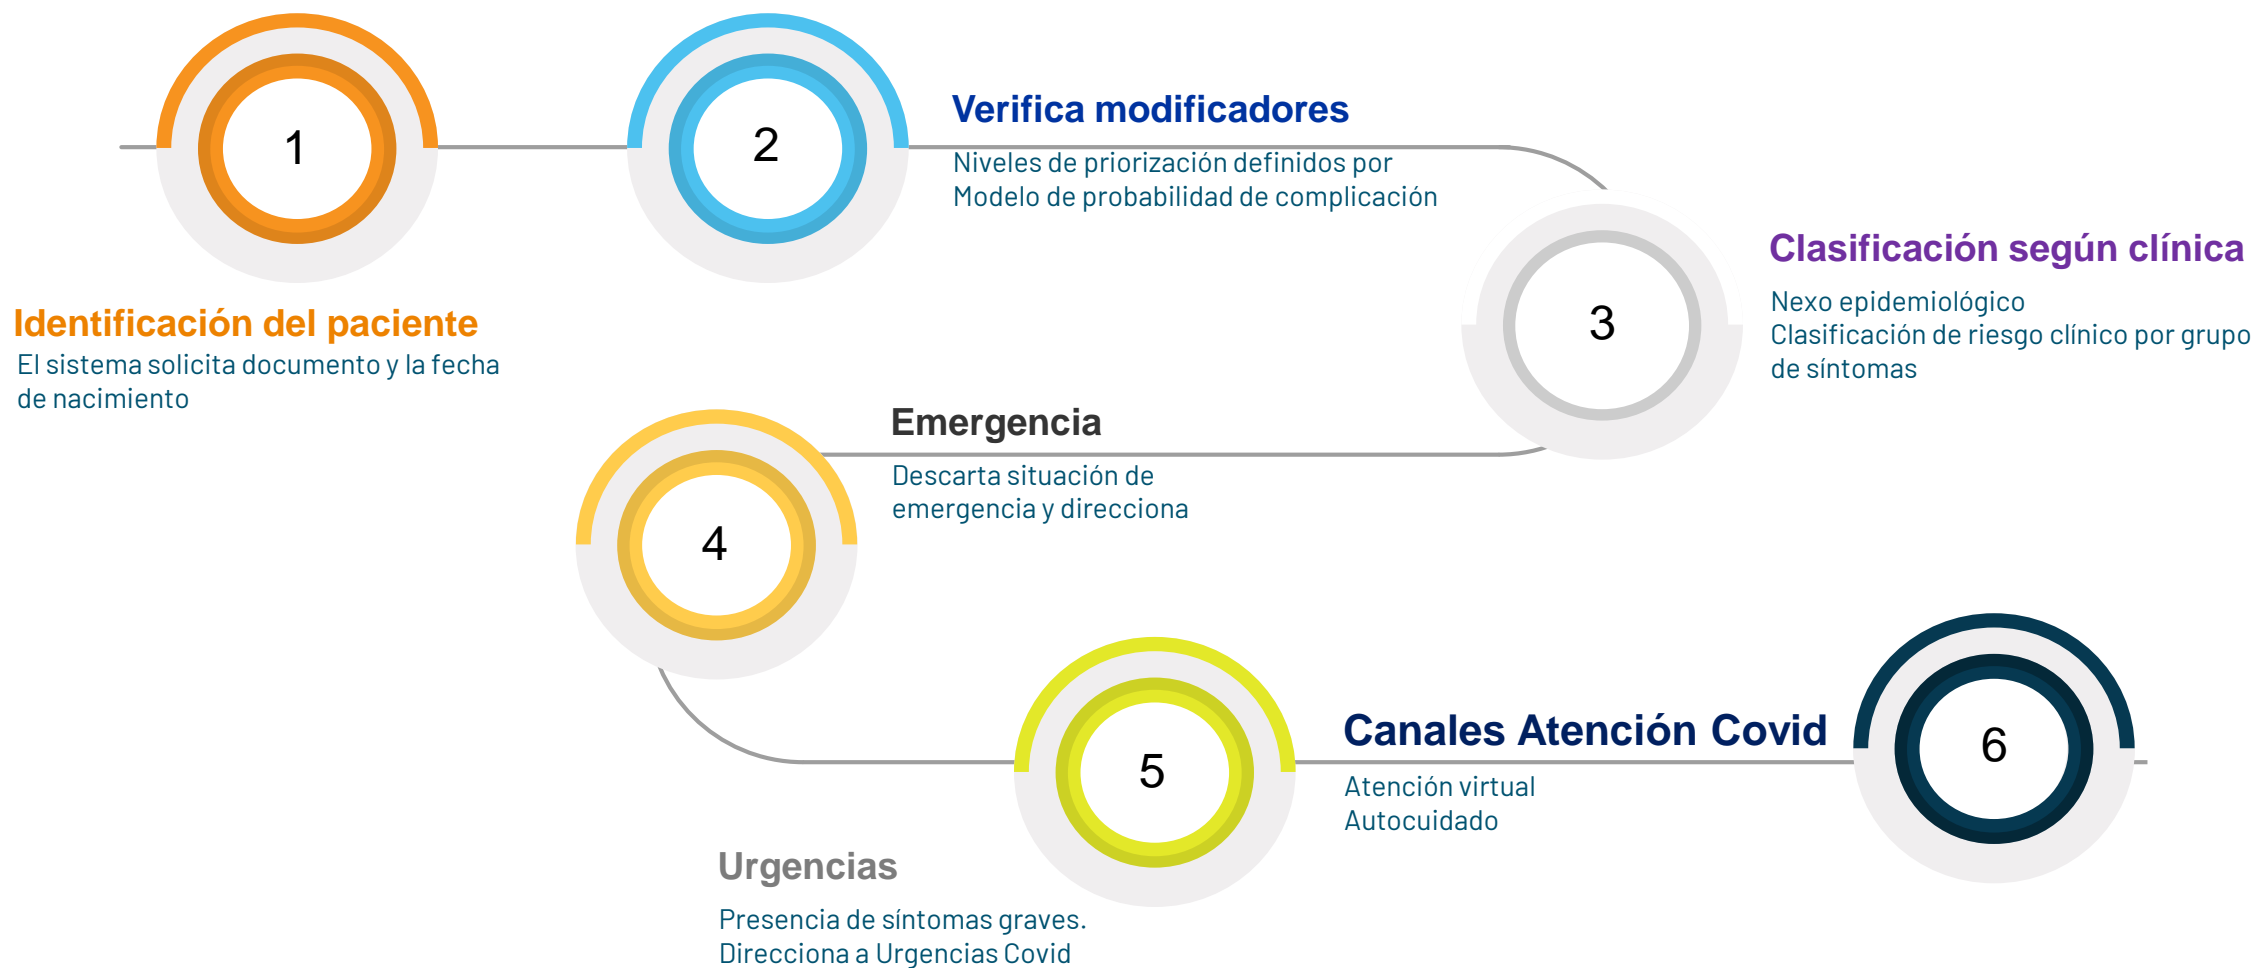 1
Identificación del paciente
El sistema solicita documento y la fecha
de nacimiento
2
Verifica modificadores
Niveles de priorización definidos por
Modelo de probabilidad de complicación
3
Clasificación según clínica
Nexo epidemiológico
Clasificación de riesgo clínico por grupo
de síntomas
4
Emergencia
Descarta situación de
emergencia y direcciona
5
Urgencias
Presencia de síntomas graves.
Direcciona a Urgencias Covid
6
Canales Atención Covid
Atención virtual
Autocuidado